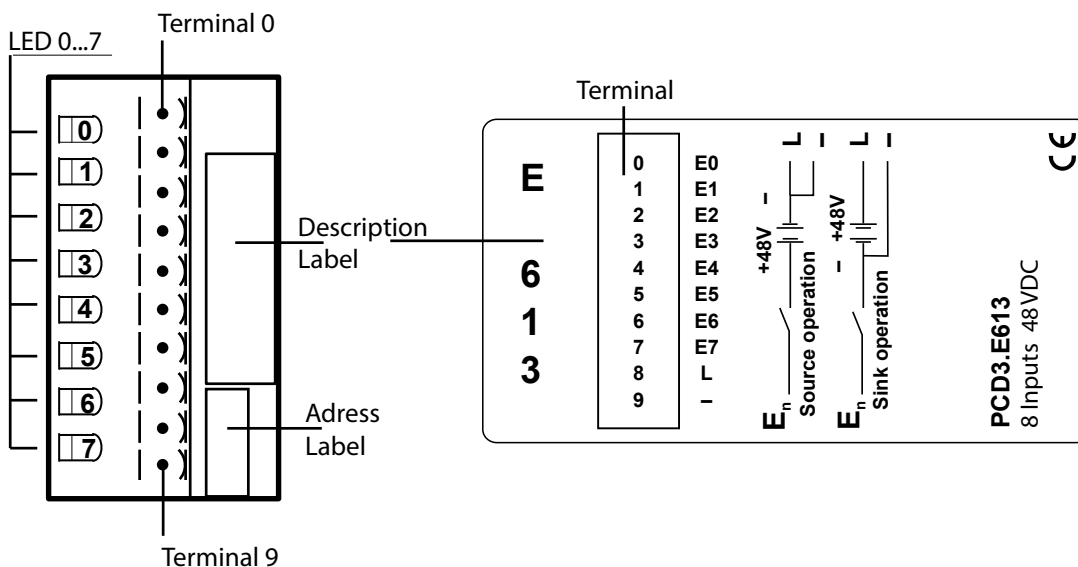 LED 0...7
Terminal 0
0
1
2
3
4
5
6
7
Description
Label
Adress
Label
Terminal 9
Terminal
E
6
1
3
0 E0
1 E1
2 E2
3 E3
4 E4
5 E5
6 E6
7 E7
8 L
9 –
L
–
+48V –
En
Source operation
L
–
– +48V
En
Sink operation
PCD3.E613
8 Inputs 48VDC
CE